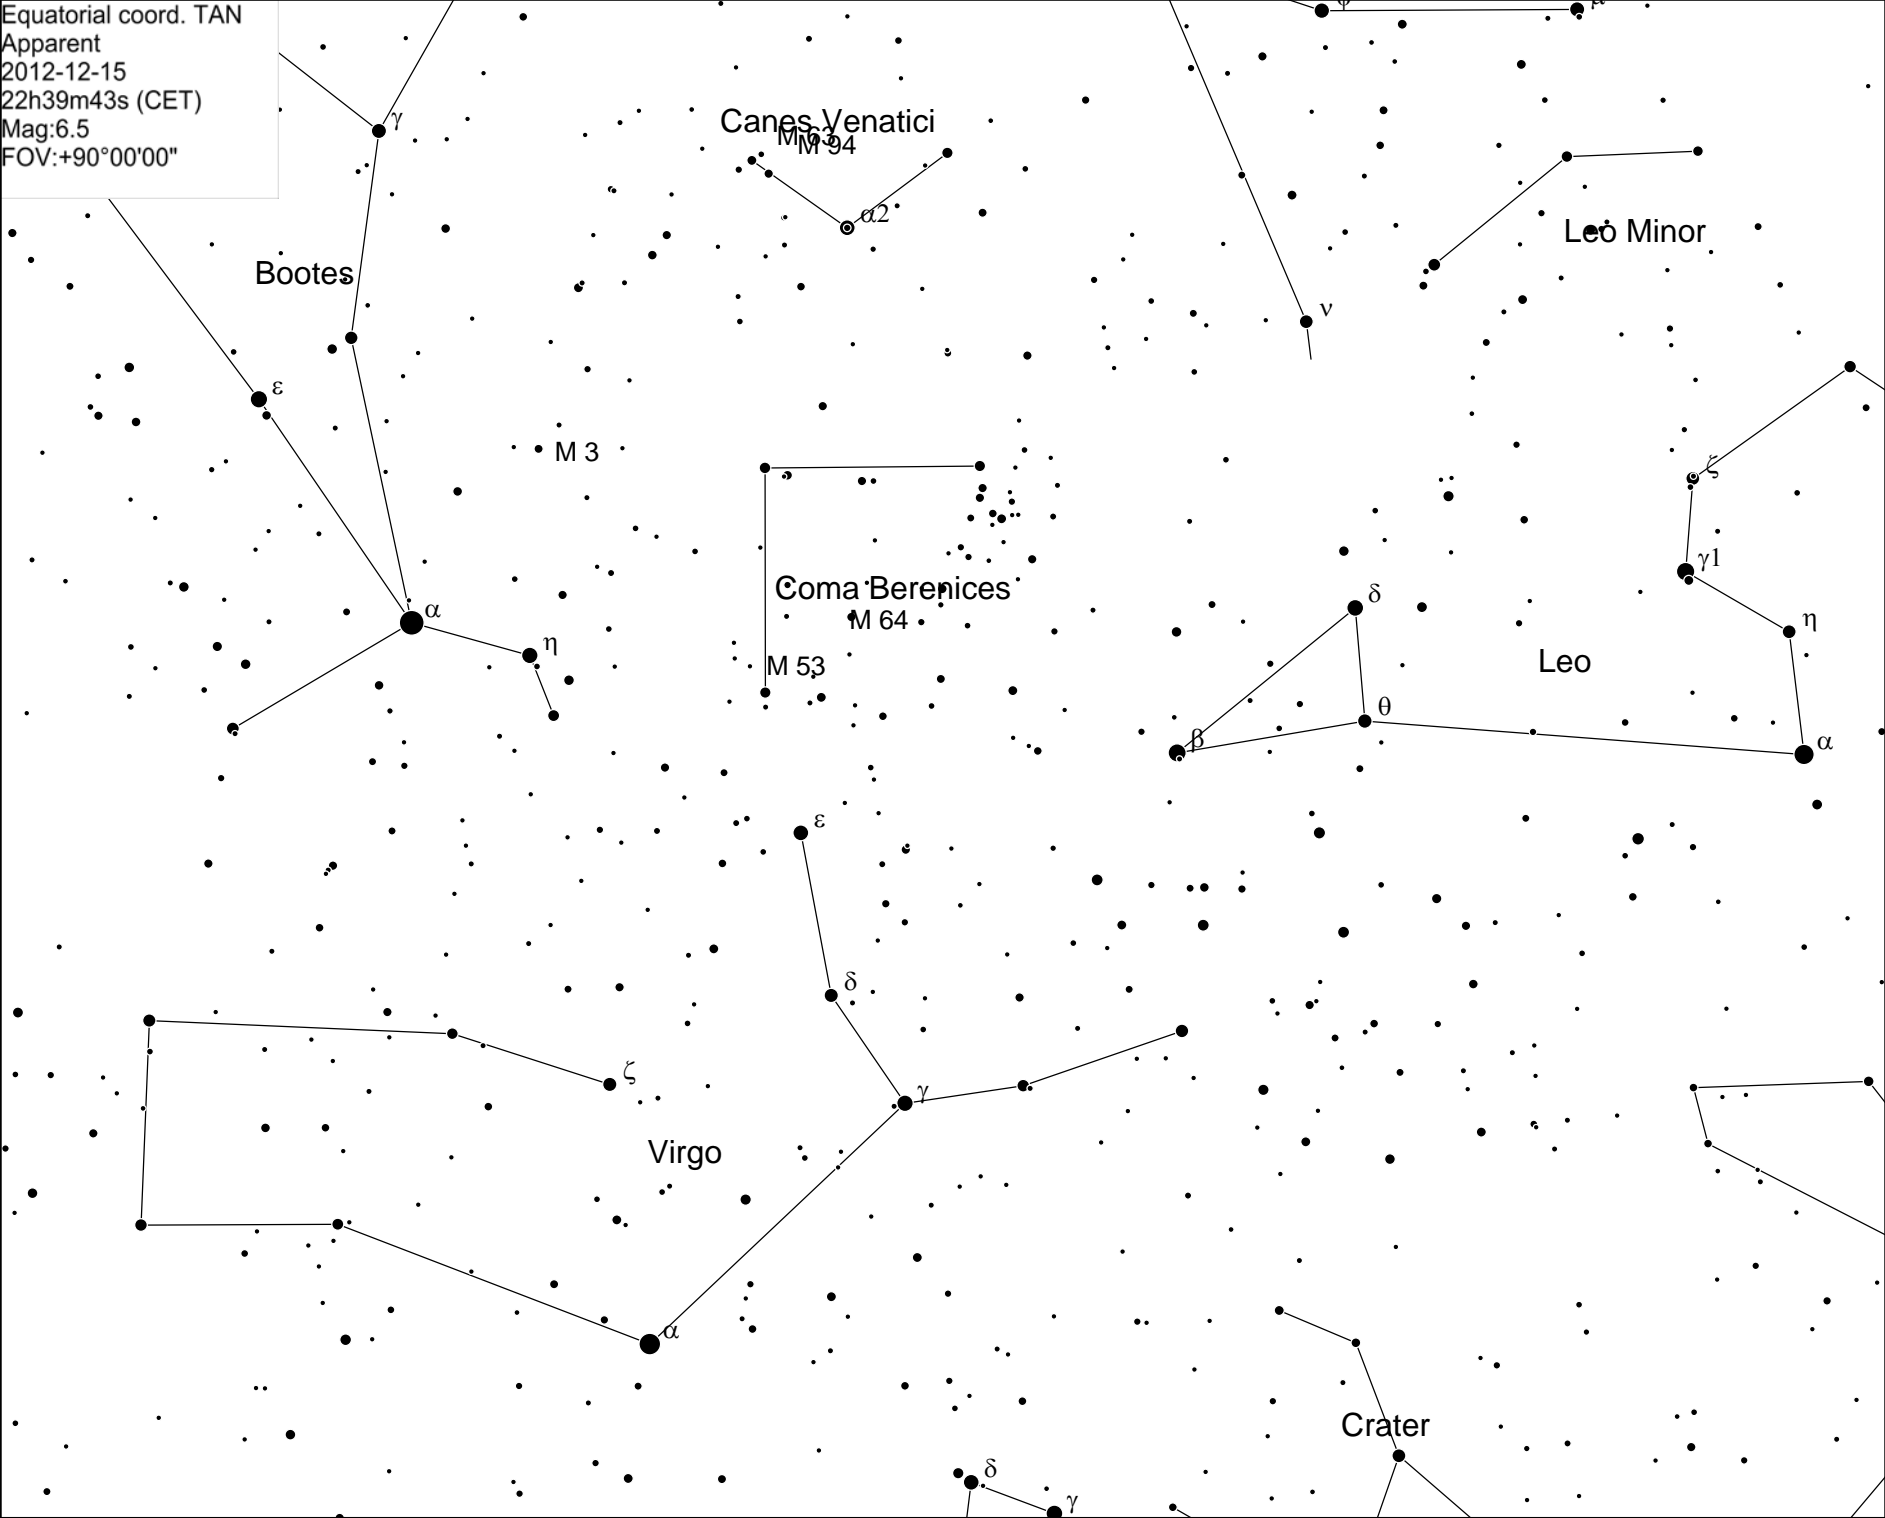 Equatorial coord. TAN
Apparent
2012-12-15
22h39m43s (CET)
Mag:6.5
FOV:+90°00'00"
φ
μ
γ
Canes Venatici
M 63
M 94
α2
Leo Minor
Bootes
ν
ε
M 3
ζ
γ1
Coma Berenices
δ
α
M 64
η
η
Leo
M 53
θ
β
α
ε
δ
ζ
γ
Virgo
α
Crater
δ
γ